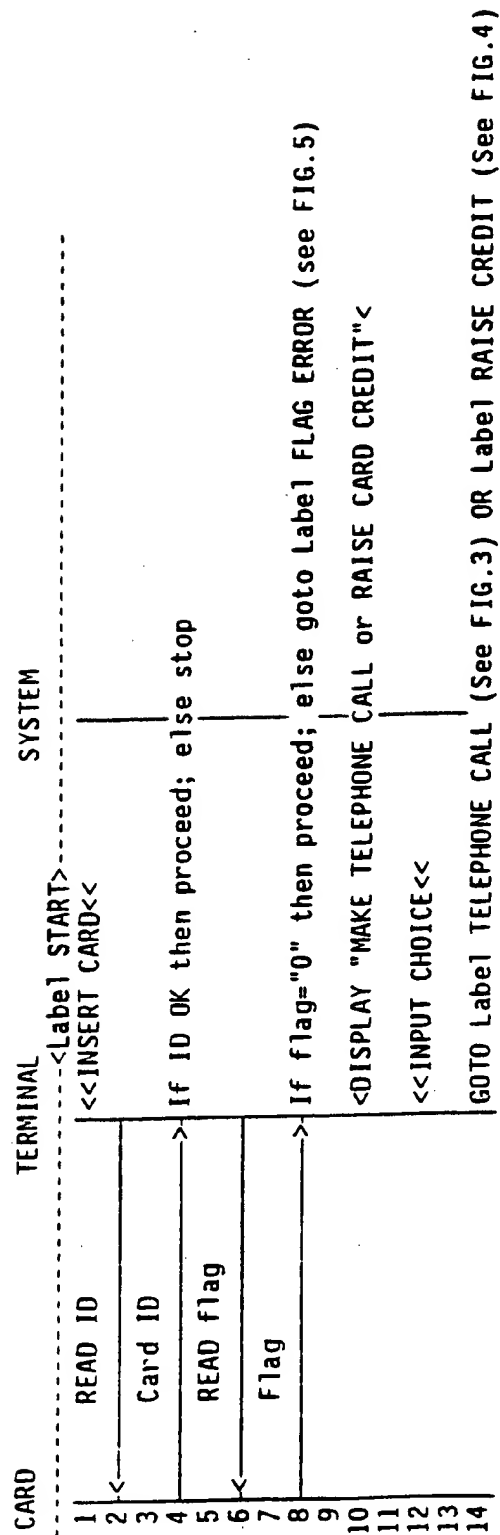 CARD TERMINAL SYSTEM
<Label START>
1 READ ID <<INSERT CARD<<
2
3 Card ID
4 If ID OK then proceed; else stop
5 READ flag
6
7 Flag
8 If flag="0" then proceed; else goto Label FLAG ERROR (see FIG.5)
9
10 <DISPLAY "MAKE TELEPHONE CALL or RAISE CARD CREDIT"<
11
12 <<INPUT CHOICE<<
13
14 GOTO Label TELEPHONE CALL (See FIG.3) OR Label RAISE CREDIT (See FIG.4)